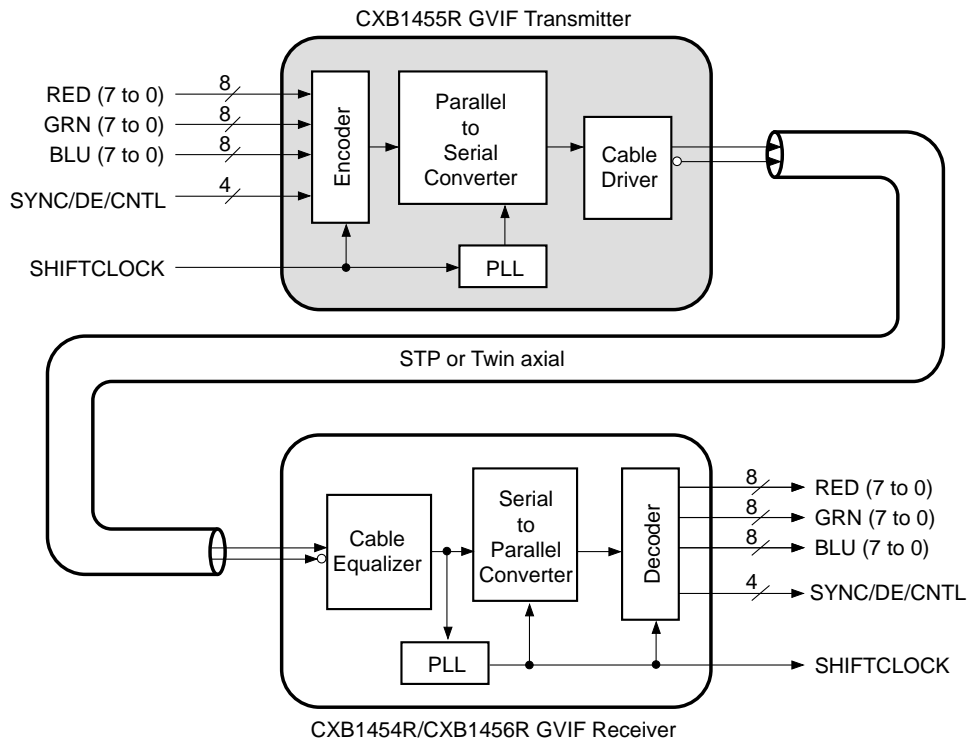 CXB1455R GVIF Transmitter
RED (7 to 0)
8
GRN (7 to 0)
8
BLU (7 to 0)
8
SYNC/DE/CNTL
4
SHIFTCLOCK
Encoder
Parallel
to
Serial
Converter
Cable
Driver
PLL
STP or Twin axial
Cable
Equalizer
Serial
to
Parallel
Converter
Decoder
PLL
8
RED (7 to 0)
8
GRN (7 to 0)
8
BLU (7 to 0)
4
SYNC/DE/CNTL
SHIFTCLOCK
CXB1454R/CXB1456R GVIF Receiver